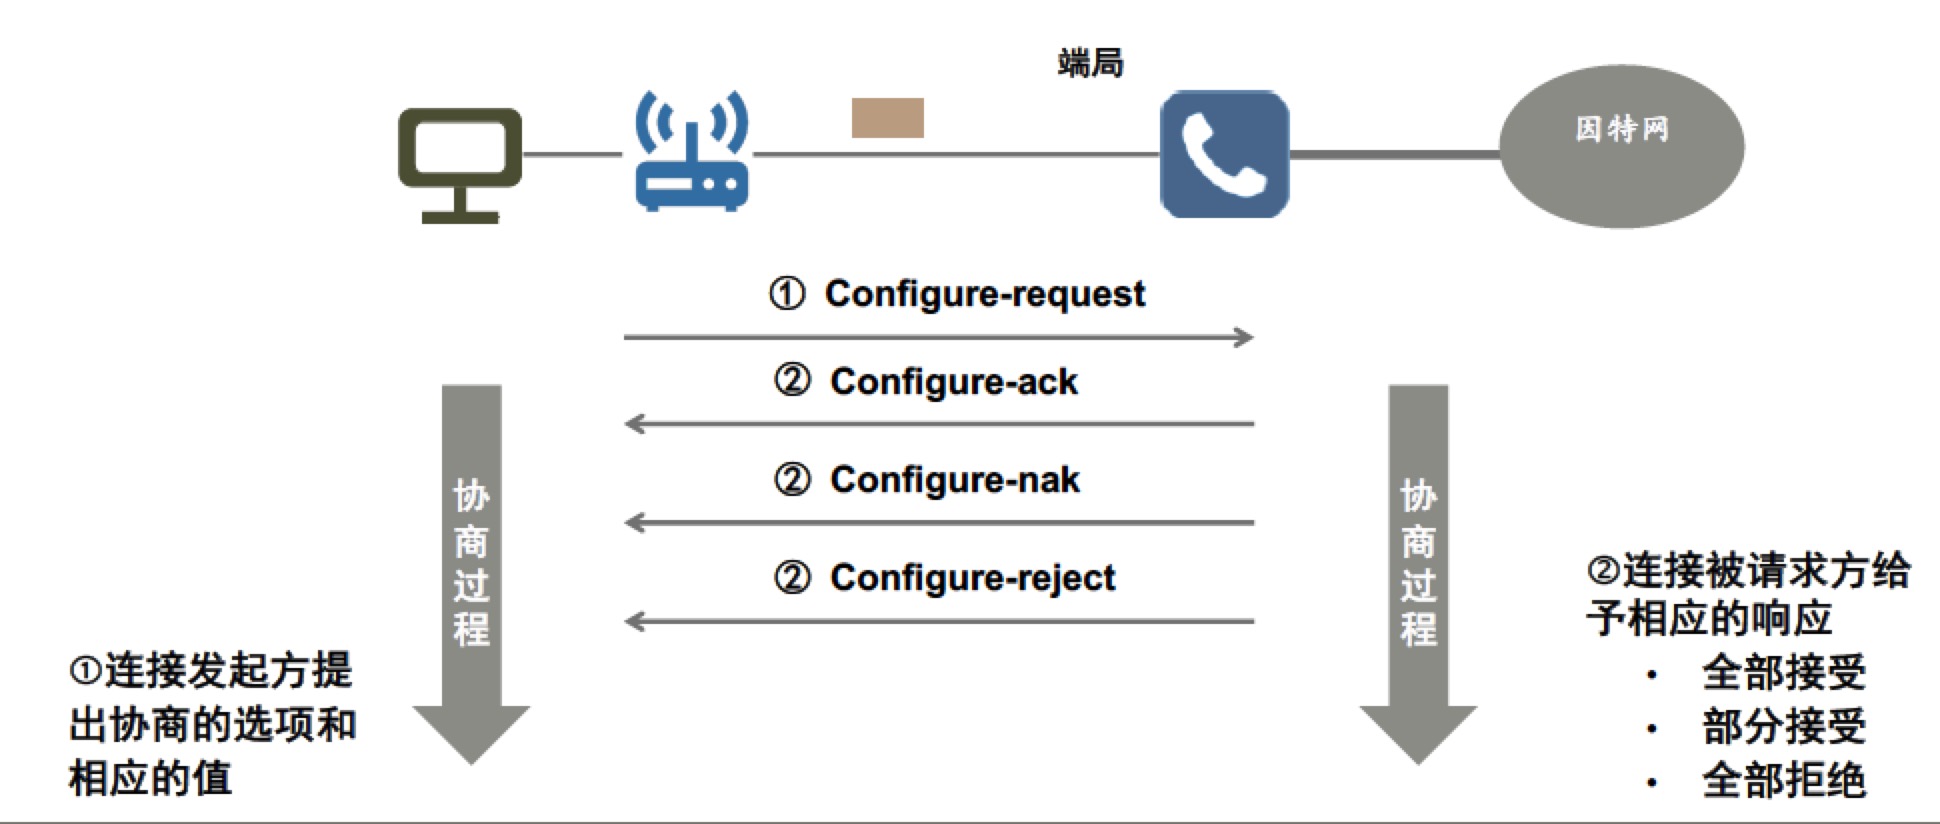 端局
因特网
① Configure-request
② Configure-ack
② Configure-nak
② Configure-reject
协商过程
协商过程
①连接发起方提
出协商的选项和
相应的值
②连接被请求方给
予相应的响应
• 全部接受
• 部分接受
• 全部拒绝